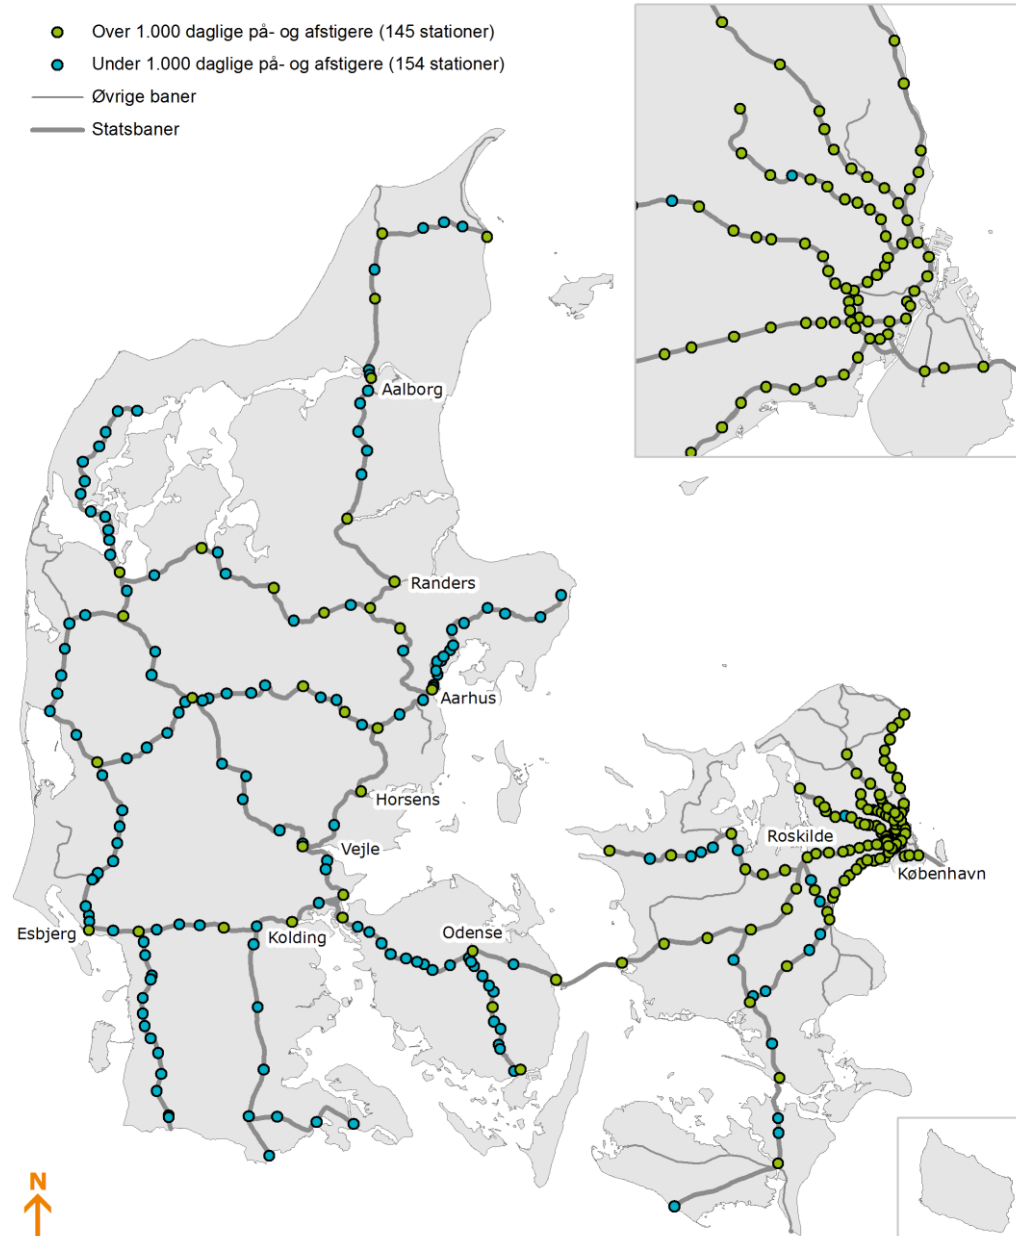 Over 1.000 daglige på- og afstigere (145 stationer)
Under 1.000 daglige på- og afstigere (154 stationer)
Øvrige baner
Statsbaner
Aalborg
Randers
Aarhus
Horsens
Roskilde
Vejle
København
Esbjerg
Kolding
Odense
N